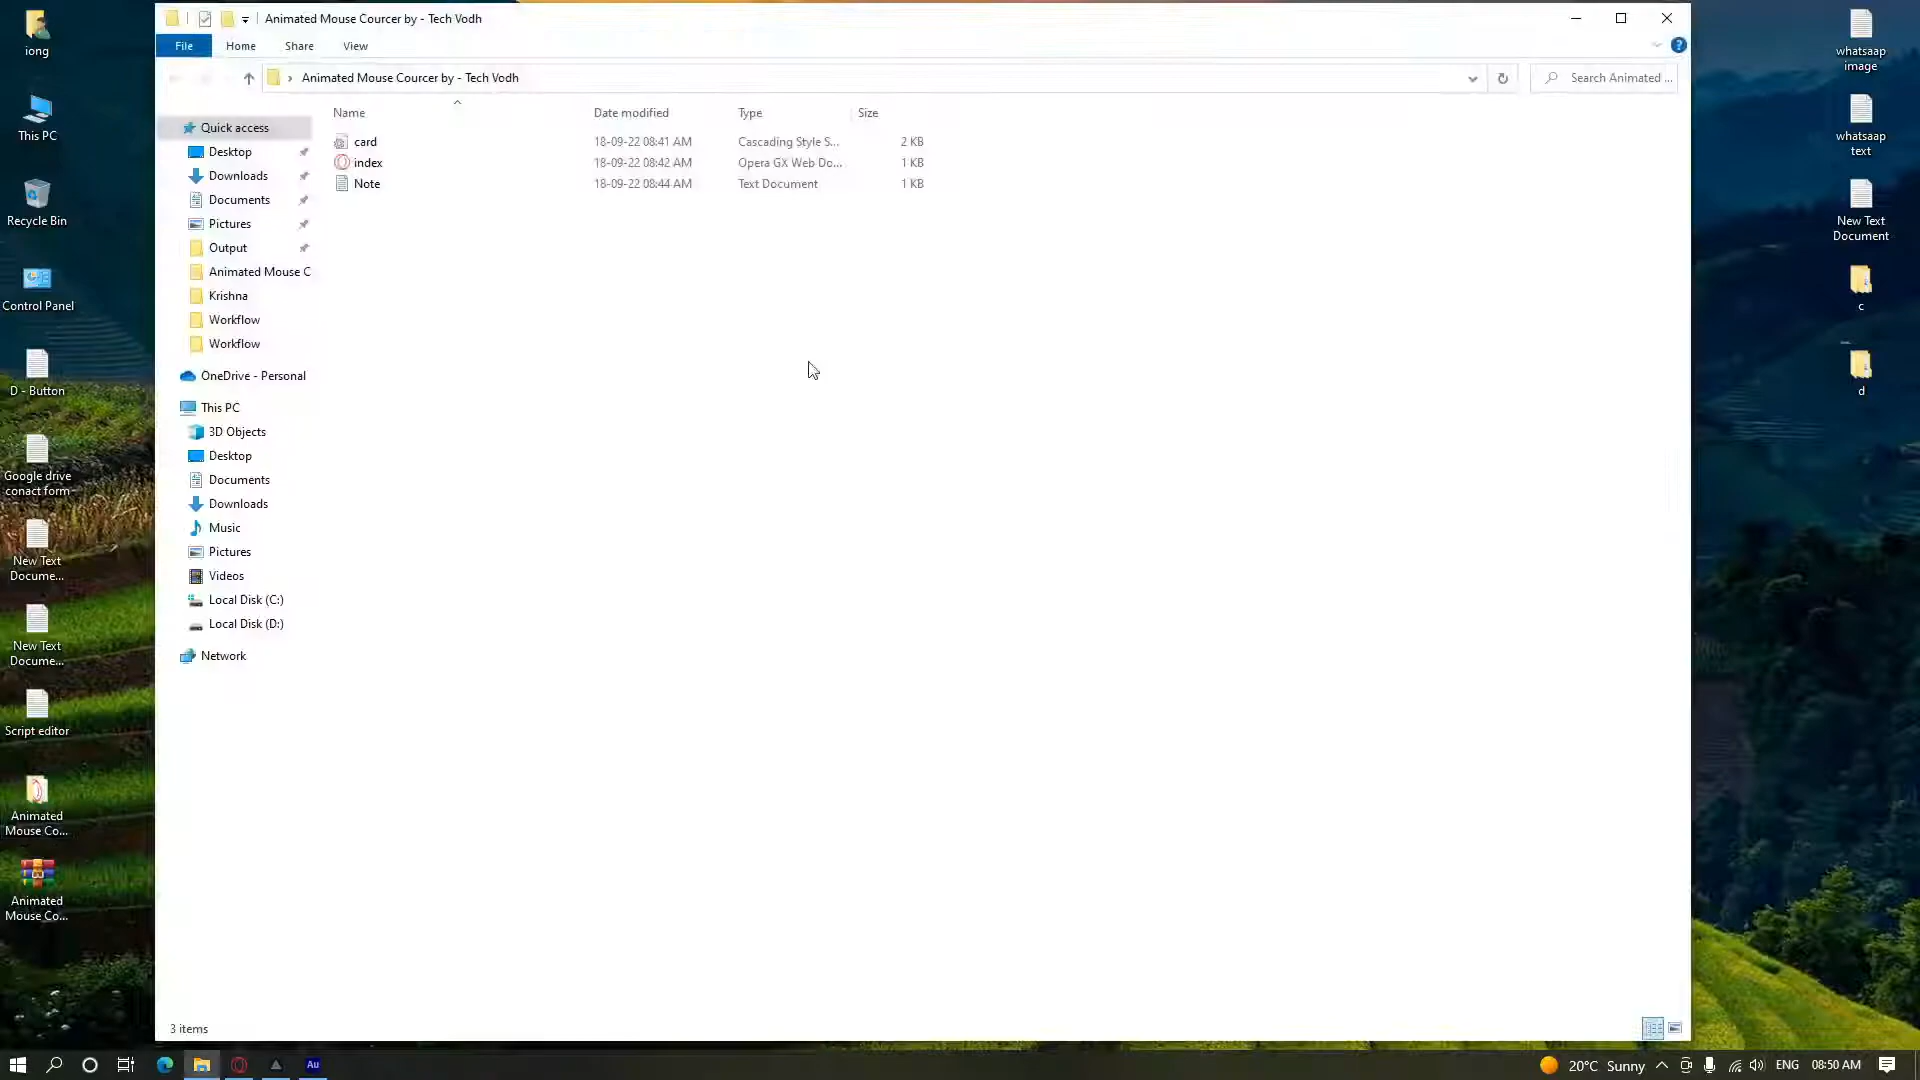 Animated Mouse Courcer by - Tech Vodh
File
Home
Share
View
Animated Mouse Courcer by - Tech Vodh
Search Animated ...
Name
Date modified
Type
Size
card
18-09-22 08:41 AM
Cascading Style S...
2 KB
index
18-09-22 08:42 AM
Opera GX Web Do...
1 KB
Note
18-09-22 08:44 AM
Text Document
1 KB
Quick access
Desktop
Downloads
Documents
Pictures
Output
Animated Mouse C
Krishna
Workflow
Workflow
OneDrive - Personal
This PC
3D Objects
Desktop
Documents
Downloads
Music
Pictures
Videos
Local Disk (C:)
Local Disk (D:)
Network
3 items
iong
This PC
Recycle Bin
Control Panel
D - Button
Google drive
conact form
New Text
Docume...
New Text
Docume...
Script editor
Animated
Mouse Co...
Animated
Mouse Co...
whatsaap
image
whatsaap
text
New Text
Document
c
d
Au
20°C Sunny
ENG
08:50 AM